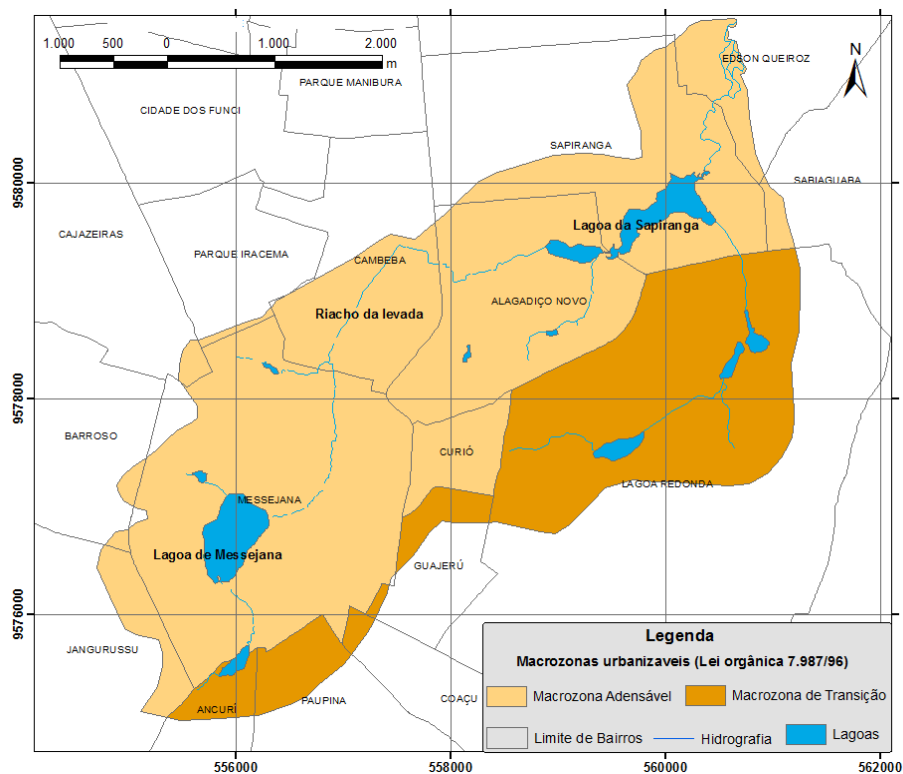 1.000 500 0 1.000 2.000
m
N
EDSON QUEIROZ
PARQUE MANIBURA
CIDADE DOS FUNCI
SAPIRANGA
9580000
SABIAGUABA
Lagoa da Sapiranga
CAJAZEIRAS
PARQUE IRACEMA
CAMBEBA
ALAGADIÇO NOVO
Riacho da levada
9578000
BARROSO
CURIÓ
LAGOA REDONDA
MESSEJANA
Lagoa de Messejana
GUAJERÚ
9576000
JANGURUSSU
COAÇU
PAUPINA
ANCURÍ
Legenda
Macrozonas urbanizaveis (Lei orgânica 7.987/96)
Macrozona Adensável
Macrozona de Transição
Limite de Bairros
Hidrografia
Lagoas
556000 558000 560000 562000